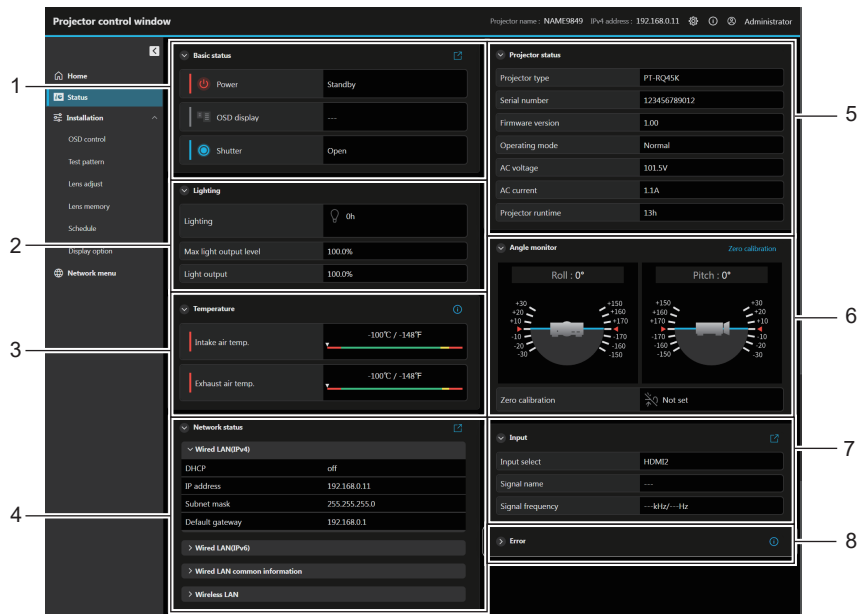 Projector control window
Projector name : NAME9849 IPv4 address : 192.168.0.11 Administrator
Home
Status
Installation
OSD control
Test pattern
Lens adjust
Lens memory
Schedule
Display option
Network menu
1
Basic status
Power Standby
OSD display ---
Shutter Open
2
Lighting
Lighting 0h
Max light output level 100.0%
Light output 100.0%
3
Temperature
Intake air temp. -100℃ / -148℉
Exhaust air temp. -100℃ / -148℉
4
Network status
Wired LAN(IPv4)
DHCP off
IP address 192.168.0.11
Subnet mask 255.255.255.0
Default gateway 192.168.0.1
Wired LAN(IPv6)
Wired LAN common information
Wireless LAN
5
Projector status
Projector type PT-RQ45K
Serial number 123456789012
Firmware version 1.00
Operating mode Normal
AC voltage 101.5V
AC current 1.1A
Projector runtime 13h
6
Angle monitor Zero calibration
Roll : 0° Pitch : 0°
+30 +150 +150 +30
+20 +160 +160 +20
+10 +170 +170 +10
-10 -170 -170 -10
-20 -160 -160 -20
-30 -150 -150 -30
Zero calibration Not set
7
Input
Input select HDMI2
Signal name ---
Signal frequency ---kHz/---Hz
8
Error